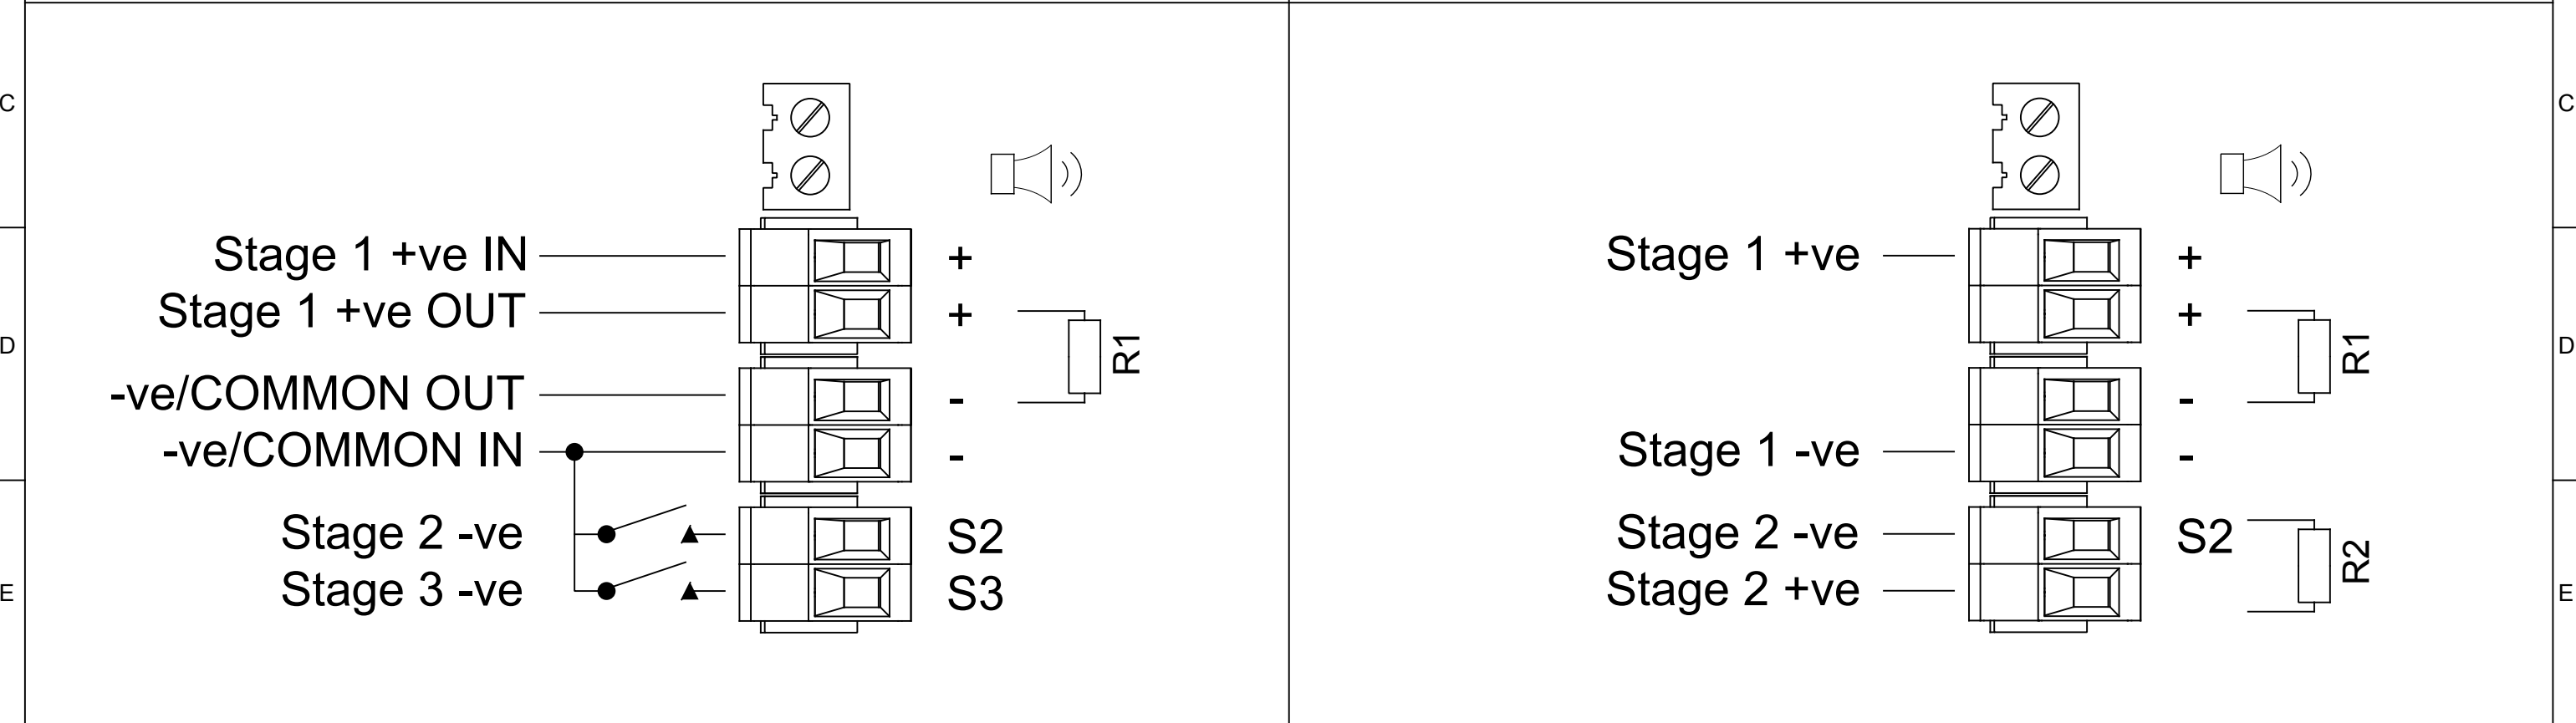 C
C
Stage 1 +ve IN
+
Stage 1 +ve OUT
+
R1
-ve/COMMON OUT
-
-ve/COMMON IN
-
Stage 2 -ve
S2
Stage 3 -ve
S3
Stage 1 +ve
+
+
R1
-
Stage 1 -ve
-
Stage 2 -ve
S2
R2
Stage 2 +ve
D
D
E
E